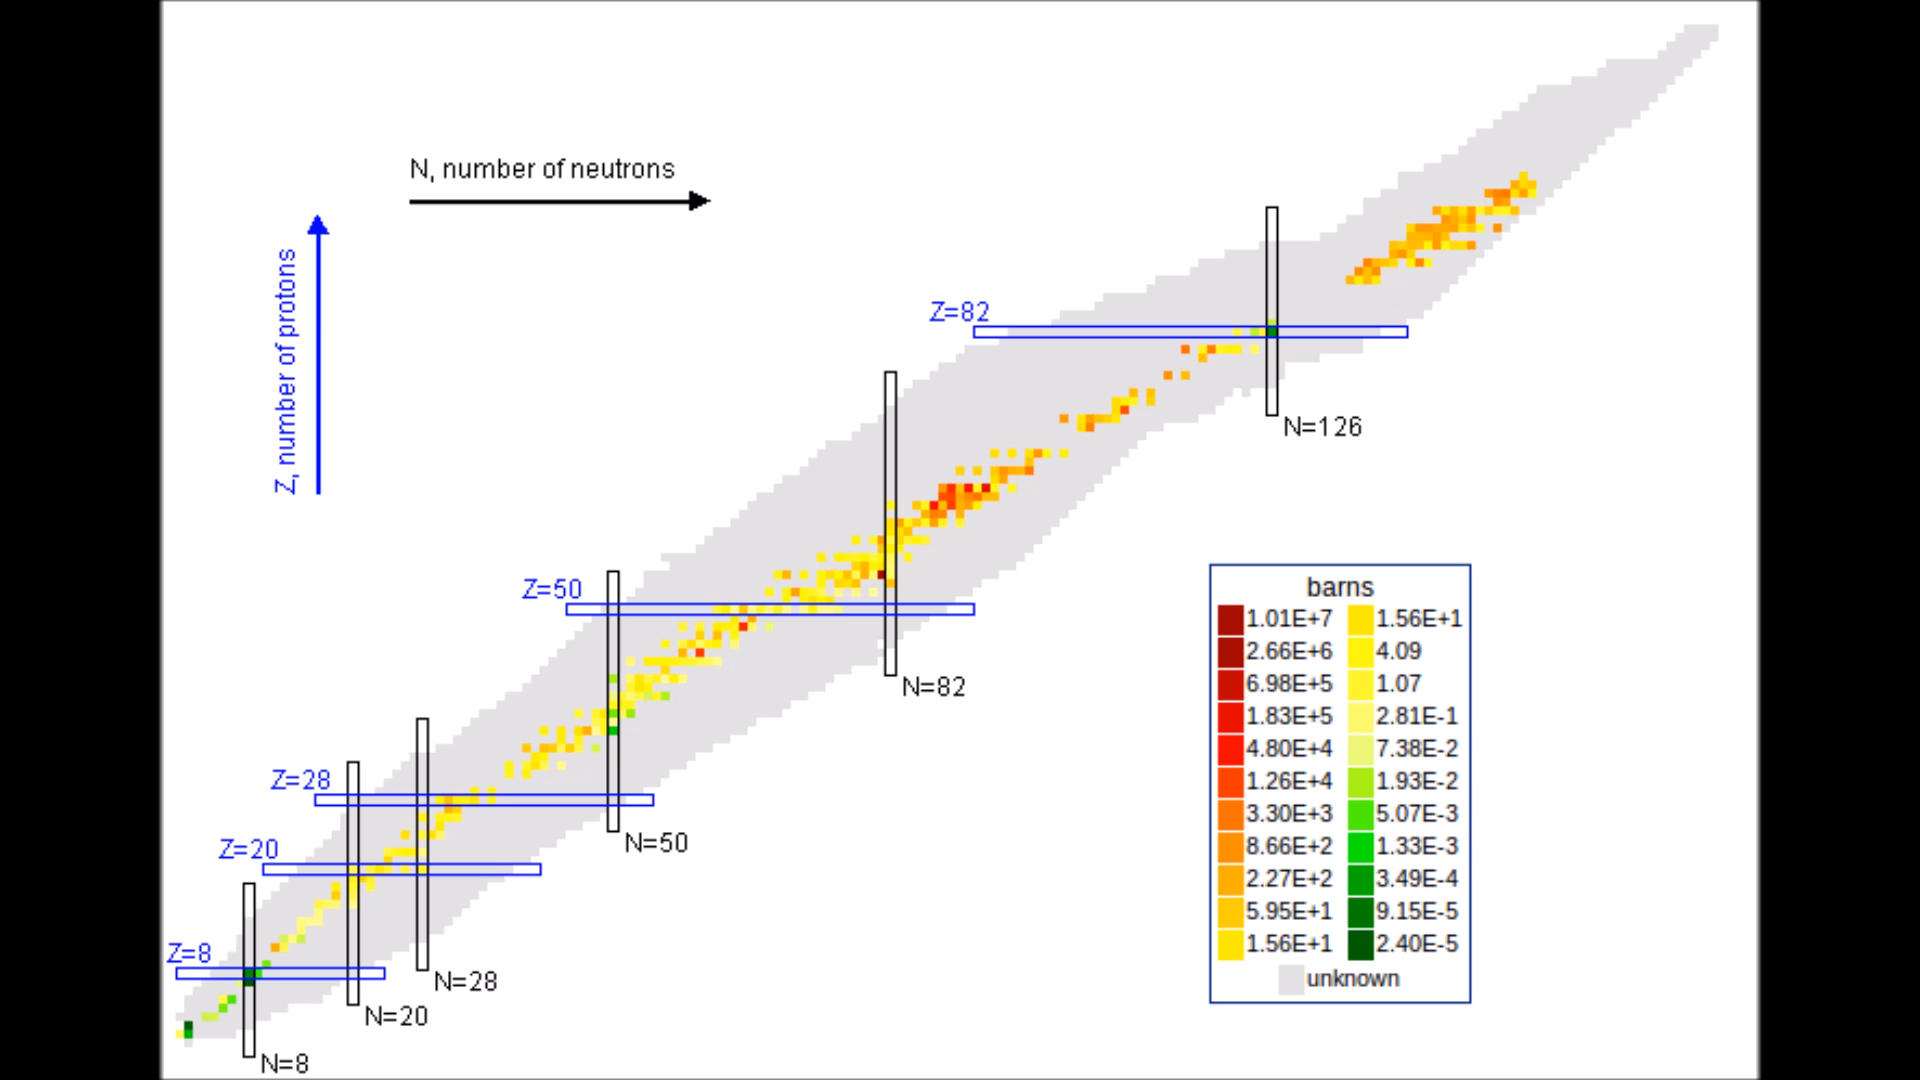 N, number of neutrons
Z, number of protons
Z=82
N=126
Z=50
N=82
Z=28
N=50
Z=20
N=28
Z=8
N=20
N=8
barns
1.01E+7 1.56E+1
2.66E+6 4.09
6.98E+5 1.07
1.83E+5 2.81E-1
4.80E+4 7.38E-2
1.26E+4 1.93E-2
3.30E+3 5.07E-3
8.66E+2 1.33E-3
2.27E+2 3.49E-4
5.95E+1 9.15E-5
1.56E+1 2.40E-5
unknown